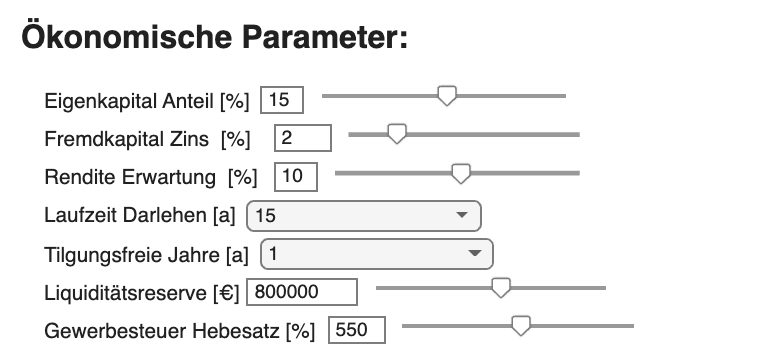 Ökonomische Parameter:
Eigenkapital Anteil [%] 15
Fremdkapital Zins [%] 2
Rendite Erwartung [%] 10
Laufzeit Darlehen [a] 15
Tilgungsfreie Jahre [a] 1
Liquiditätsreserve [€] 800000
Gewerbesteuer Hebesatz [%] 550